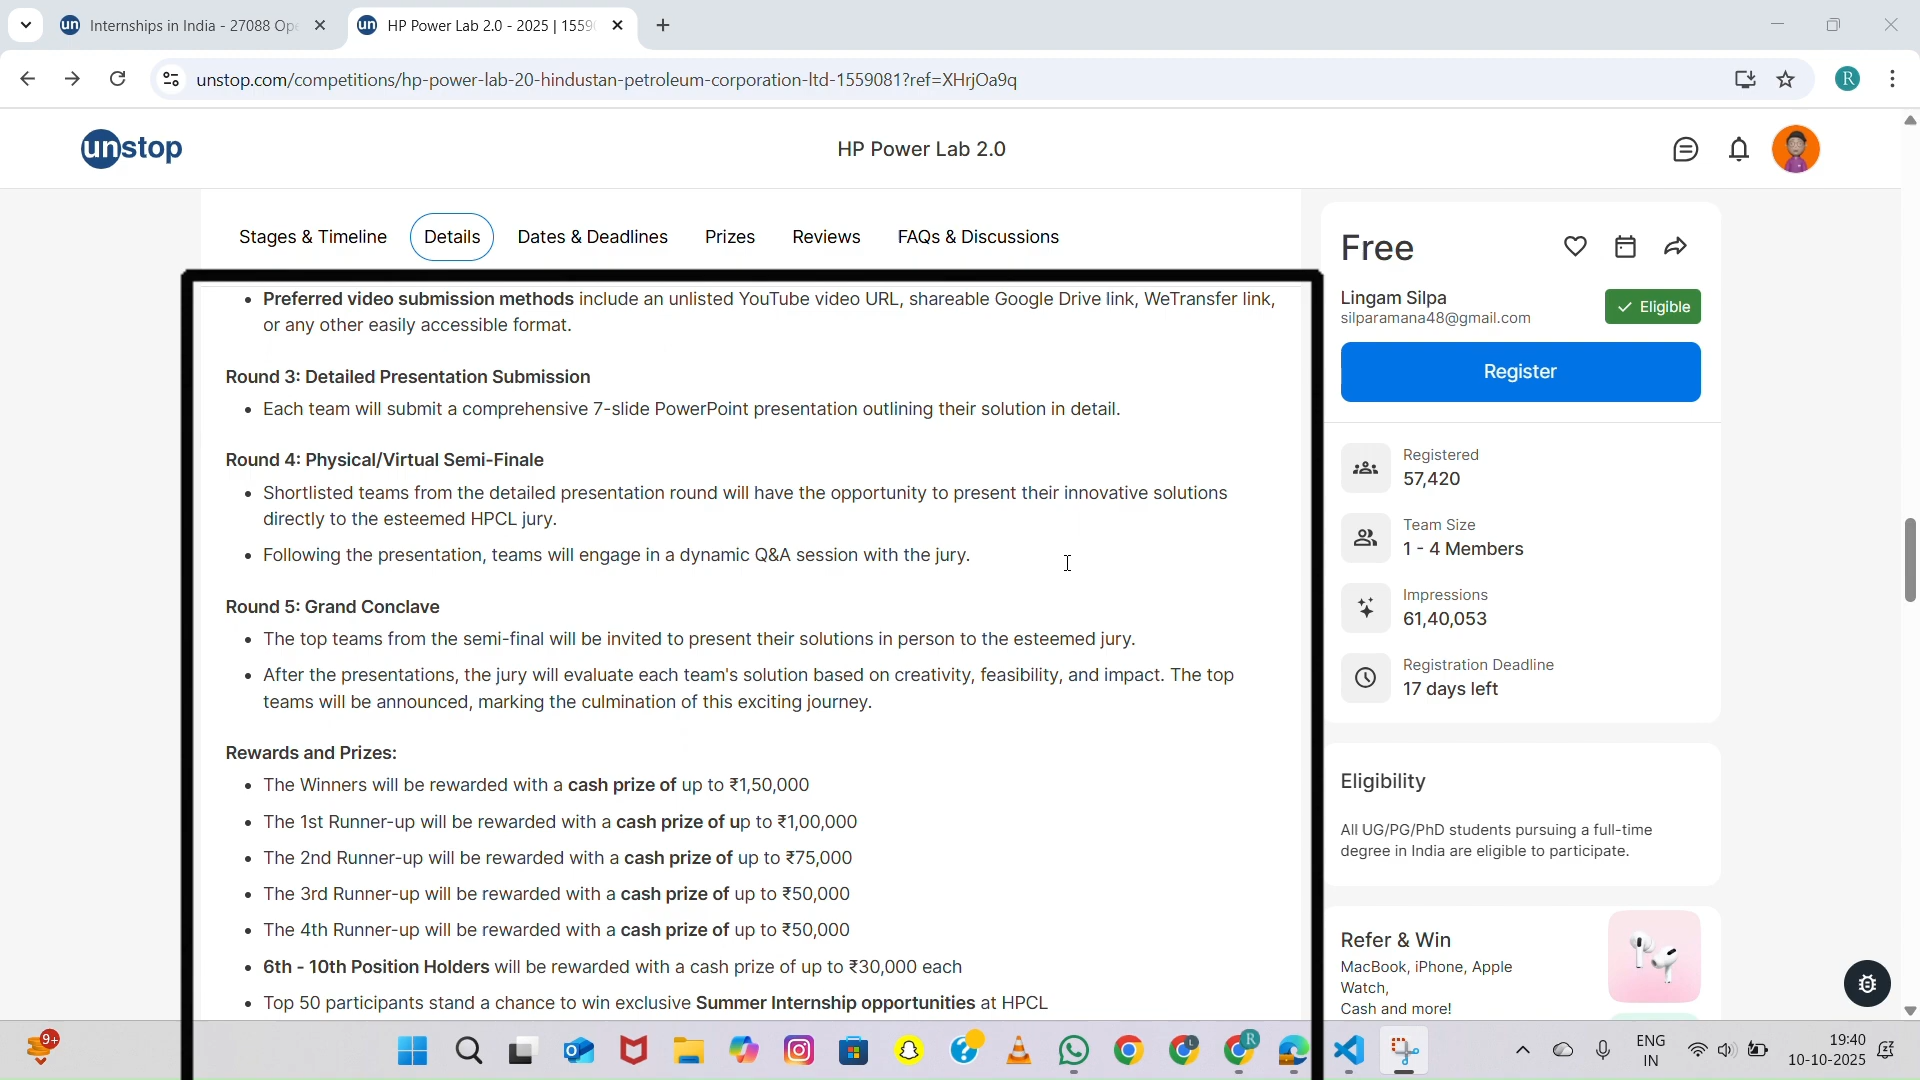 Internships in India - 27088 Op
HP Power Lab 2.0 - 2025 | 1559
unstop.com/competitions/hp-power-lab-20-hindustan-petroleum-corporation-ltd-1559081?ref=XHrjOa9q
R
unstop
HP Power Lab 2.0
Stages & Timeline
Details
Dates & Deadlines
Prizes
Reviews
FAQs & Discussions
• Preferred video submission methods include an unlisted YouTube video URL, shareable Google Drive link, WeTransfer link,
or any other easily accessible format.
Round 3: Detailed Presentation Submission
• Each team will submit a comprehensive 7-slide PowerPoint presentation outlining their solution in detail.
Round 4: Physical/Virtual Semi-Finale
• Shortlisted teams from the detailed presentation round will have the opportunity to present their innovative solutions
directly to the esteemed HPCL jury.
• Following the presentation, teams will engage in a dynamic Q&A session with the jury.
Round 5: Grand Conclave
• The top teams from the semi-final will be invited to present their solutions in person to the esteemed jury.
• After the presentations, the jury will evaluate each team's solution based on creativity, feasibility, and impact. The top
teams will be announced, marking the culmination of this exciting journey.
Rewards and Prizes:
• The Winners will be rewarded with a cash prize of up to ₹1,50,000
• The 1st Runner-up will be rewarded with a cash prize of up to ₹1,00,000
• The 2nd Runner-up will be rewarded with a cash prize of up to ₹75,000
• The 3rd Runner-up will be rewarded with a cash prize of up to ₹50,000
• The 4th Runner-up will be rewarded with a cash prize of up to ₹50,000
• 6th - 10th Position Holders will be rewarded with a cash prize of up to ₹30,000 each
• Top 50 participants stand a chance to win exclusive Summer Internship opportunities at HPCL
Free
Lingam Silpa
silparamana48@gmail.com
Eligible
Register
Registered
57,420
Team Size
1 - 4 Members
Impressions
61,40,053
Registration Deadline
17 days left
Eligibility
All UG/PG/PhD students pursuing a full-time
degree in India are eligible to participate.
Refer & Win
MacBook, iPhone, Apple
Watch,
Cash and more!
9+
ENG
IN
19:40
10-10-2025